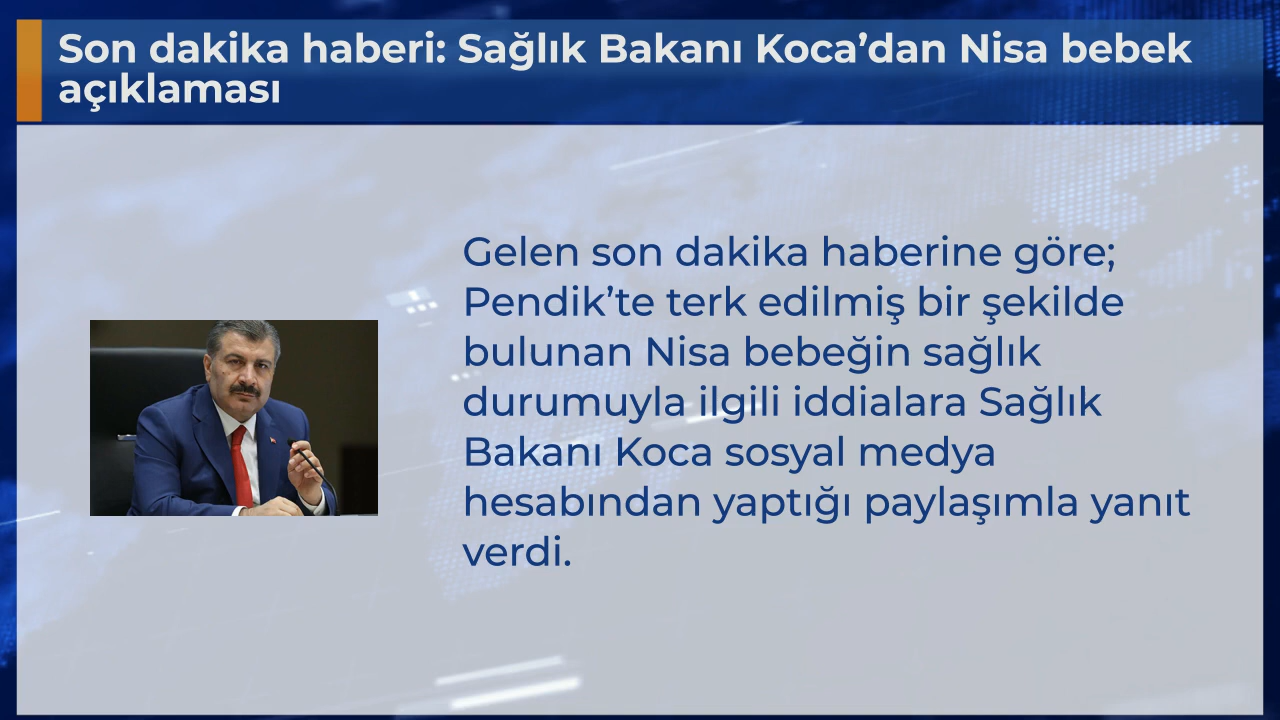 Son dakika haberi: Sağlık Bakanı Koca’dan Nisa bebek
açıklaması
Gelen son dakika haberine göre;
Pendik’te terk edilmiş bir şekilde
bulunan Nisa bebeğin sağlık
durumuyla ilgili iddialara Sağlık
Bakanı Koca sosyal medya
hesabından yaptığı paylaşımla yanıt
verdi.